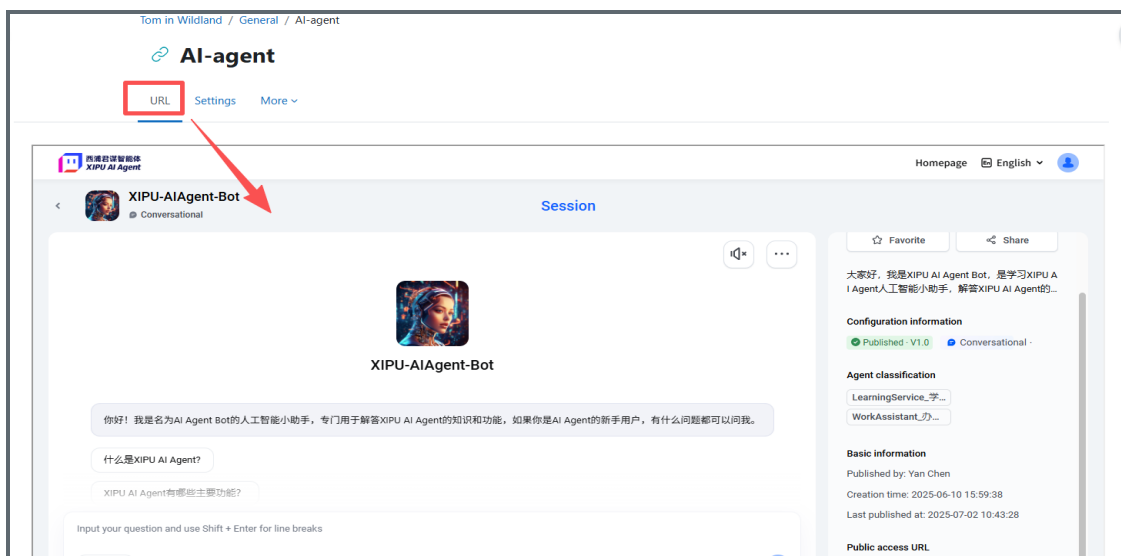 Tom in Wildland / General / AI-agent
AI-agent
URL Settings More
西浦君谋智能体
XIPU AI Agent
Homepage En English
XIPU-AIAgent-Bot
Conversational
Session
Favorite Share
XIPU-AIAgent-Bot
你好！我是名为AI Agent Bot的人工智能小助手，专门用于解答XIPU AI Agent的知识和功能，如果你是AI Agent的新手用户，有什么问题都可以问我。
什么是XIPU AI Agent?
XIPU AI Agent有哪些主要功能?
Input your question and use Shift + Enter for line breaks
大家好，我是XIPU AI Agent Bot，是学习XIPU A
I Agent人工智能小助手，解答XIPU AI Agent的...
Configuration information
Published · V1.0 Conversational ·
Agent classification
LearningService_学...
WorkAssistant_办...
Basic information
Published by: Yan Chen
Creation time: 2025-06-10 15:59:38
Last published at: 2025-07-02 10:43:28
Public access URL